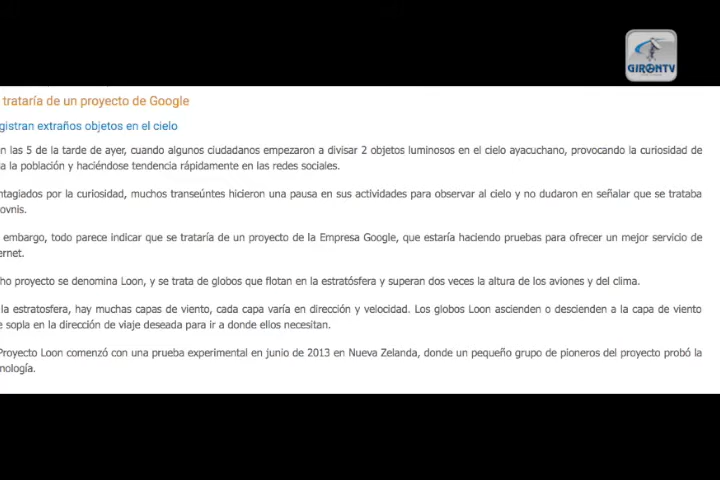 GIRONTV
trataría de un proyecto de Google
gistran extraños objetos en el cielo
n las 5 de la tarde de ayer, cuando algunos ciudadanos empezaron a divisar 2 objetos luminosos en el cielo ayacuchano, provocando la curiosidad de
a la población y haciéndose tendencia rápidamente en las redes sociales.
ntagiados por la curiosidad, muchos transeúntes hicieron una pausa en sus actividades para observar al cielo y no dudaron en señalar que se trataba
ovnis.
embargo, todo parece indicar que se trataría de un proyecto de la Empresa Google, que estaría haciendo pruebas para ofrecer un mejor servicio de
ernet.
ho proyecto se denomina Loon, y se trata de globos que flotan en la estratósfera y superan dos veces la altura de los aviones y del clima.
la estratosfera, hay muchas capas de viento, cada capa varía en dirección y velocidad. Los globos Loon ascienden o descienden a la capa de viento
e sopla en la dirección de viaje deseada para ir a donde ellos necesitan.
Proyecto Loon comenzó con una prueba experimental en junio de 2013 en Nueva Zelanda, donde un pequeño grupo de pioneros del proyecto probó la
nología.